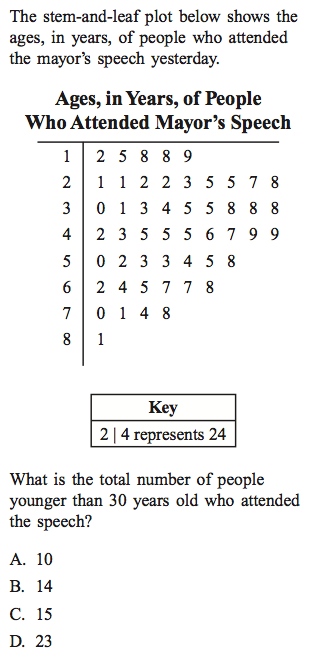 The stem-and-leaf plot below shows the
ages, in years, of people who attended
the mayor's speech yesterday.
Ages, in Years, of People
Who Attended Mayor's Speech
1 | 2 5 8 8 9
2 | 1 1 2 2 3 5 5 7 8
3 | 0 1 3 4 5 5 8 8 8
4 | 2 3 5 5 5 6 7 9 9
5 | 0 2 3 3 4 5 8
6 | 2 4 5 7 7 8
7 | 0 1 4 8
8 | 1
Key
2 | 4 represents 24
What is the total number of people
younger than 30 years old who attended
the speech?
A. 10
B. 14
C. 15
D. 23